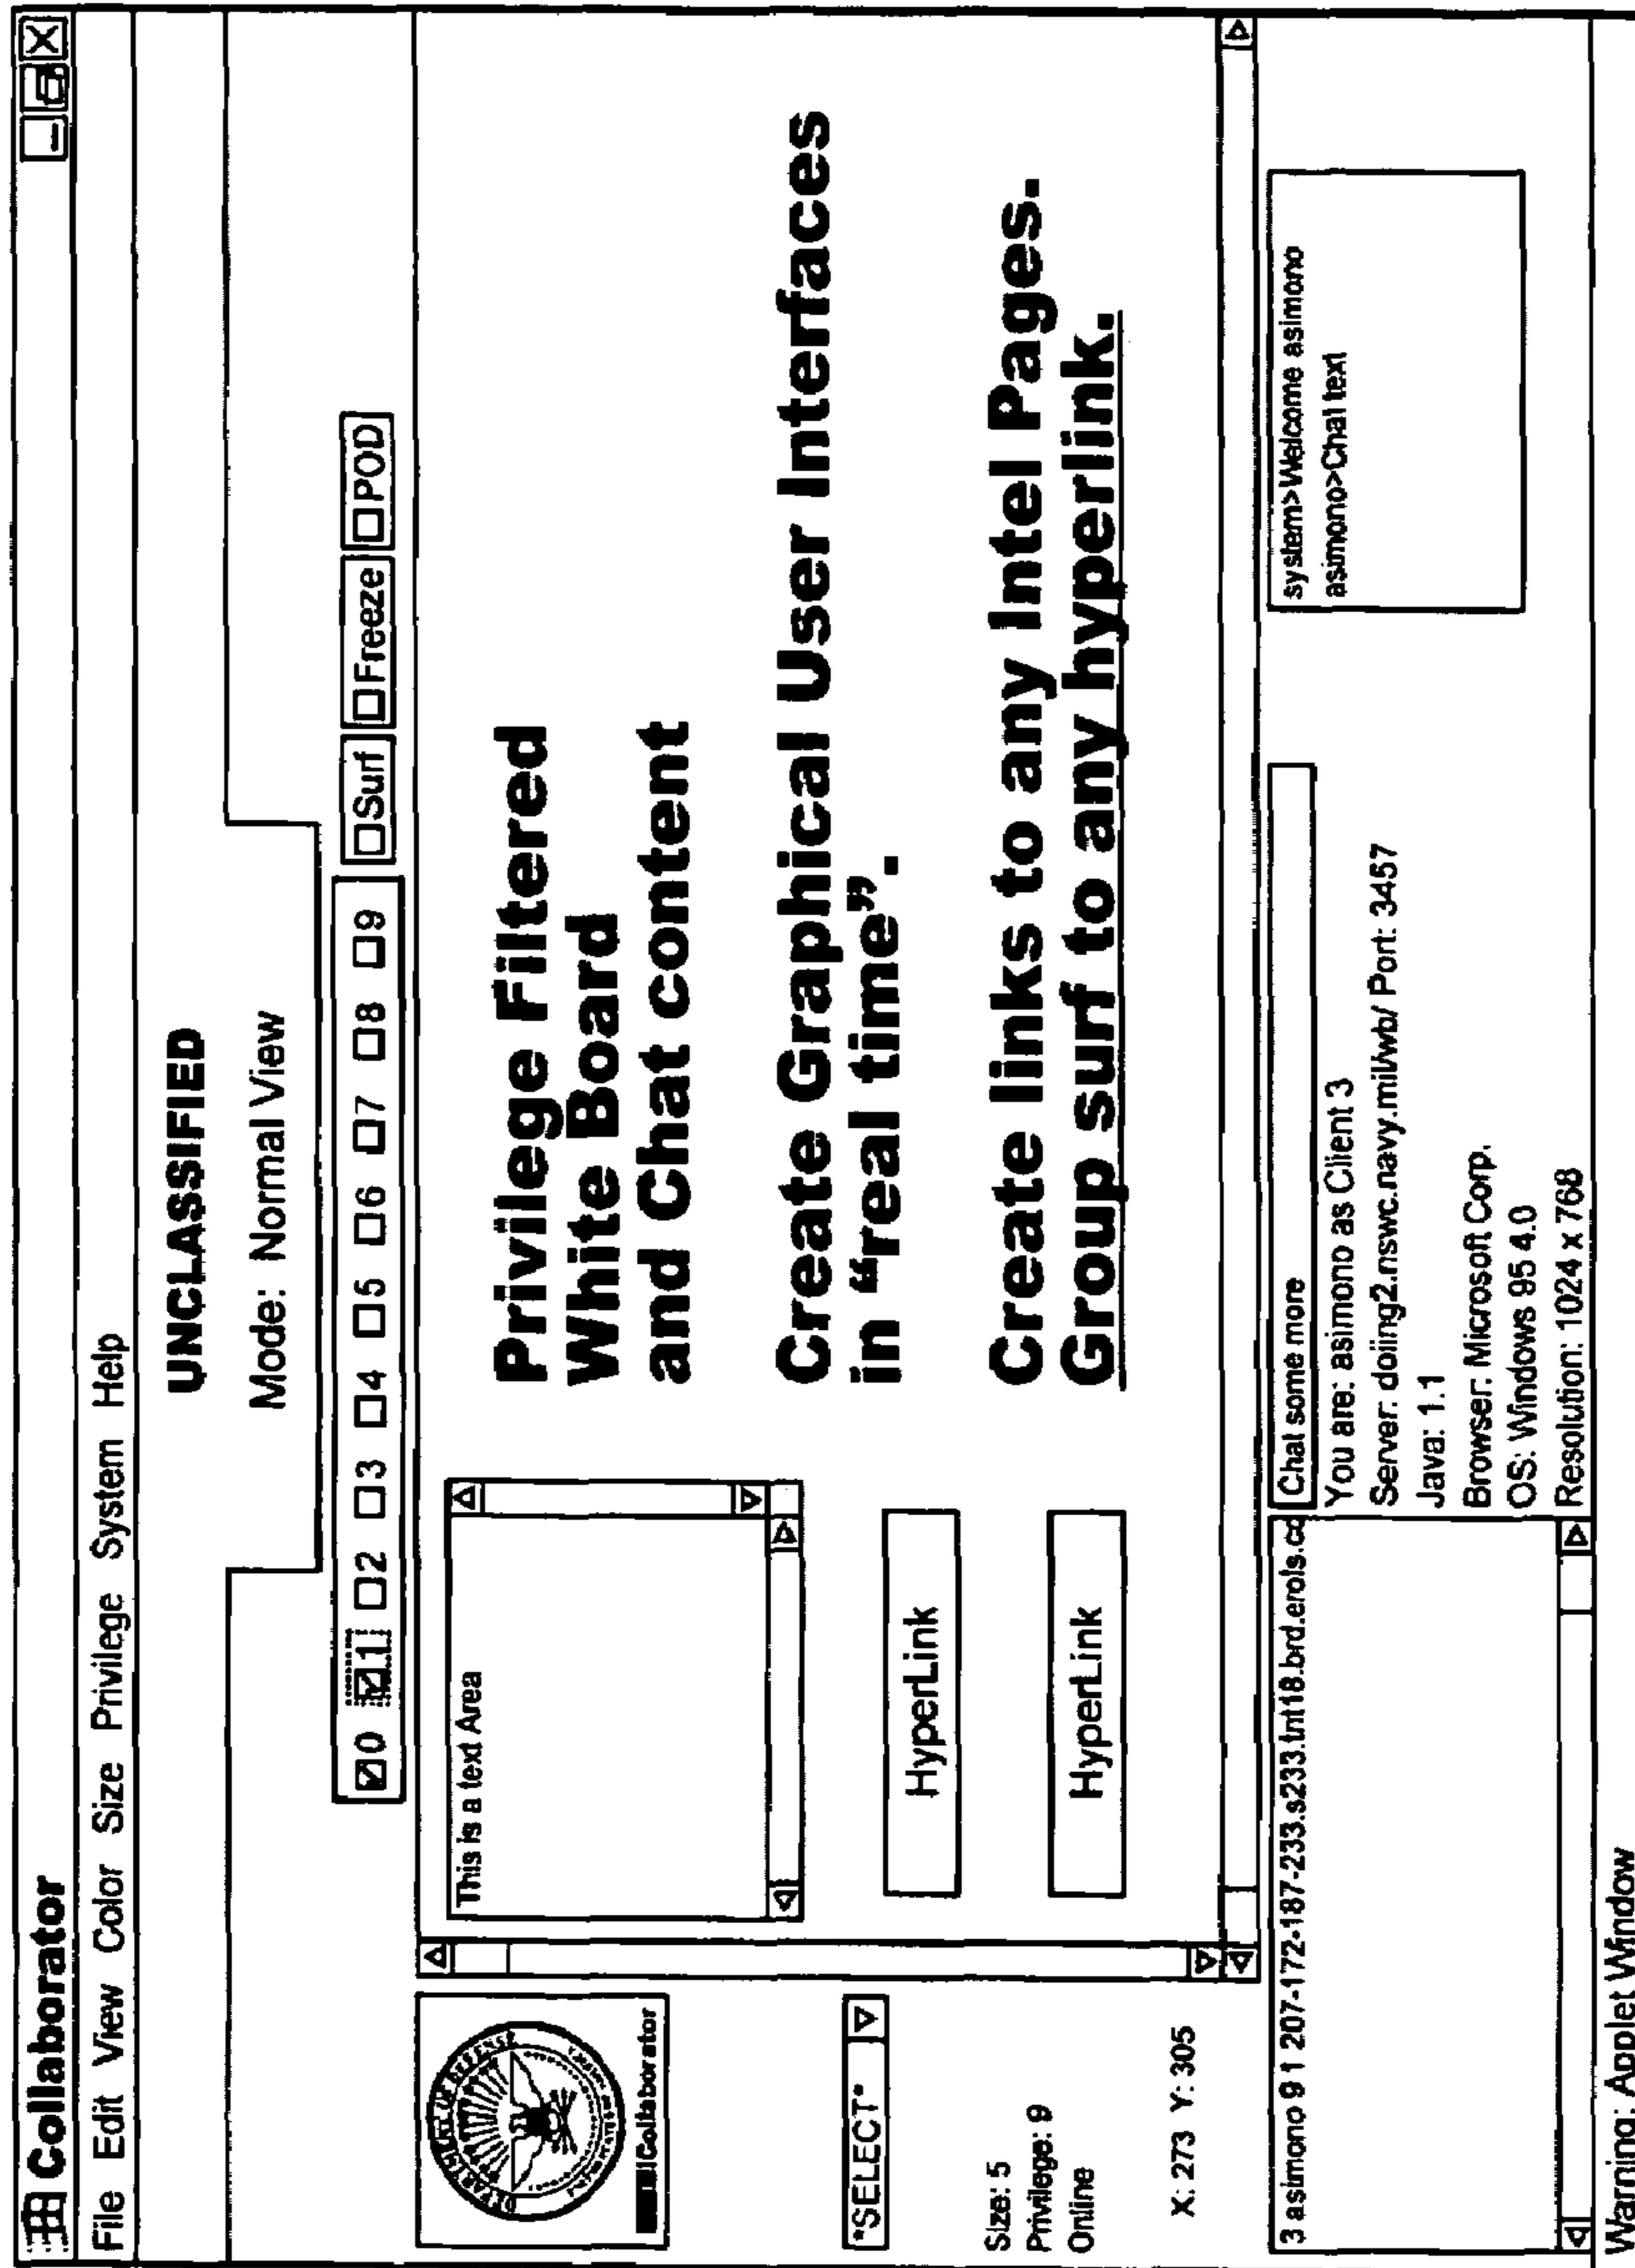 Collaborator
File Edit View Color Size Privilege System Help
UNCLASSIFIED
Mode: Normal View
0 1 2 3 4 5 6 7 8 9 Surf Freeze POD
DEPARTMENT OF DEFENSE
Collaborator
*SELECT*
Size: 5
Privilege: 9
Online
X: 273 Y: 305
This is a text Area
HyperLink
HyperLink
Privilege Filtered
White Board
and Chat content
Create Graphical User Interfaces
in “real time”.
Create links to any Intel Pages.
Group surf to any hyperlink.
3 asimono 9 1 207-172-187-233.s233.tnt18.brd.erols.co
Chat some more
You are: asimono as Client 3
Server: doiing2.nswc.navy.mil/wb/ Port: 3457
Java: 1.1
Browser: Microsoft Corp.
OS: Windows 95 4.0
Resolution: 1024 x 768
system>Welcome asimono
asimono>Chat text
Warning: Applet Window